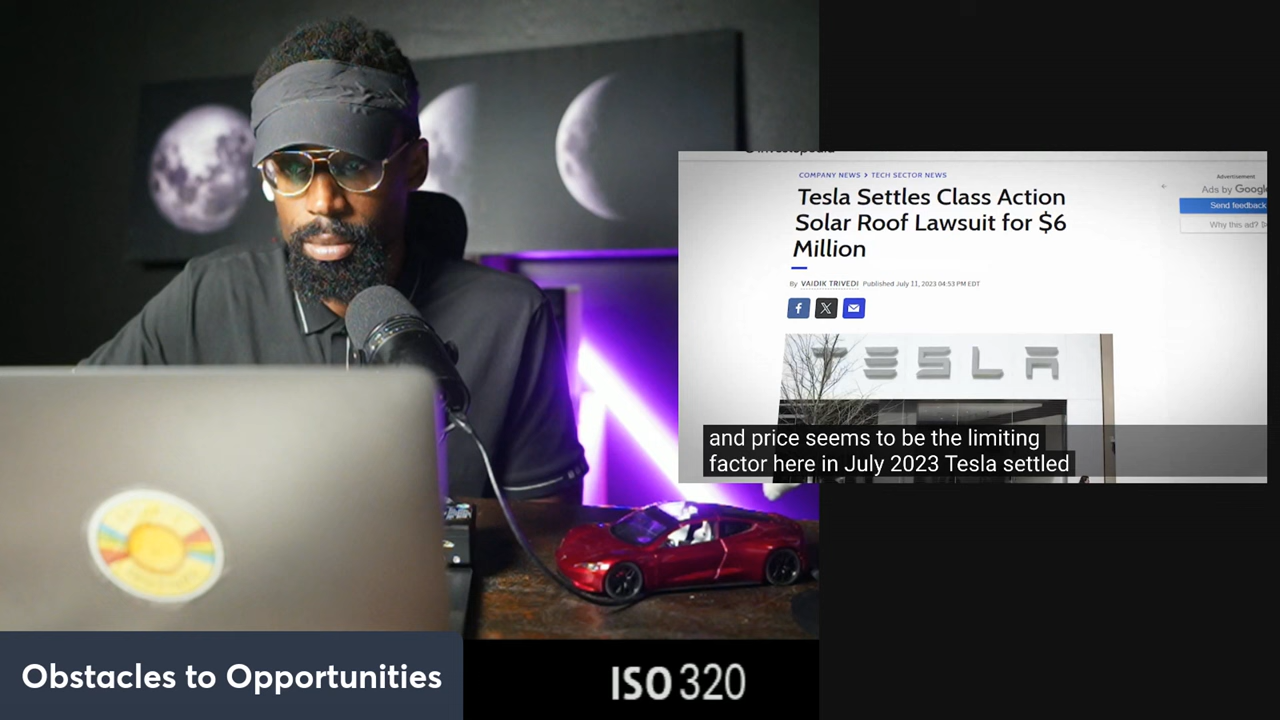 COMPANY NEWS > TECH SECTOR NEWS
Tesla Settles Class Action
Solar Roof Lawsuit for $6
Million
By VAIDIK TRIVEDI Published July 11, 2023 04:53 PM EDT
Advertisement
Ads by Google
Send feedback
Why this ad?
TESLA
and price seems to be the limiting
factor here in July 2023 Tesla settled
Obstacles to Opportunities
ISO 320